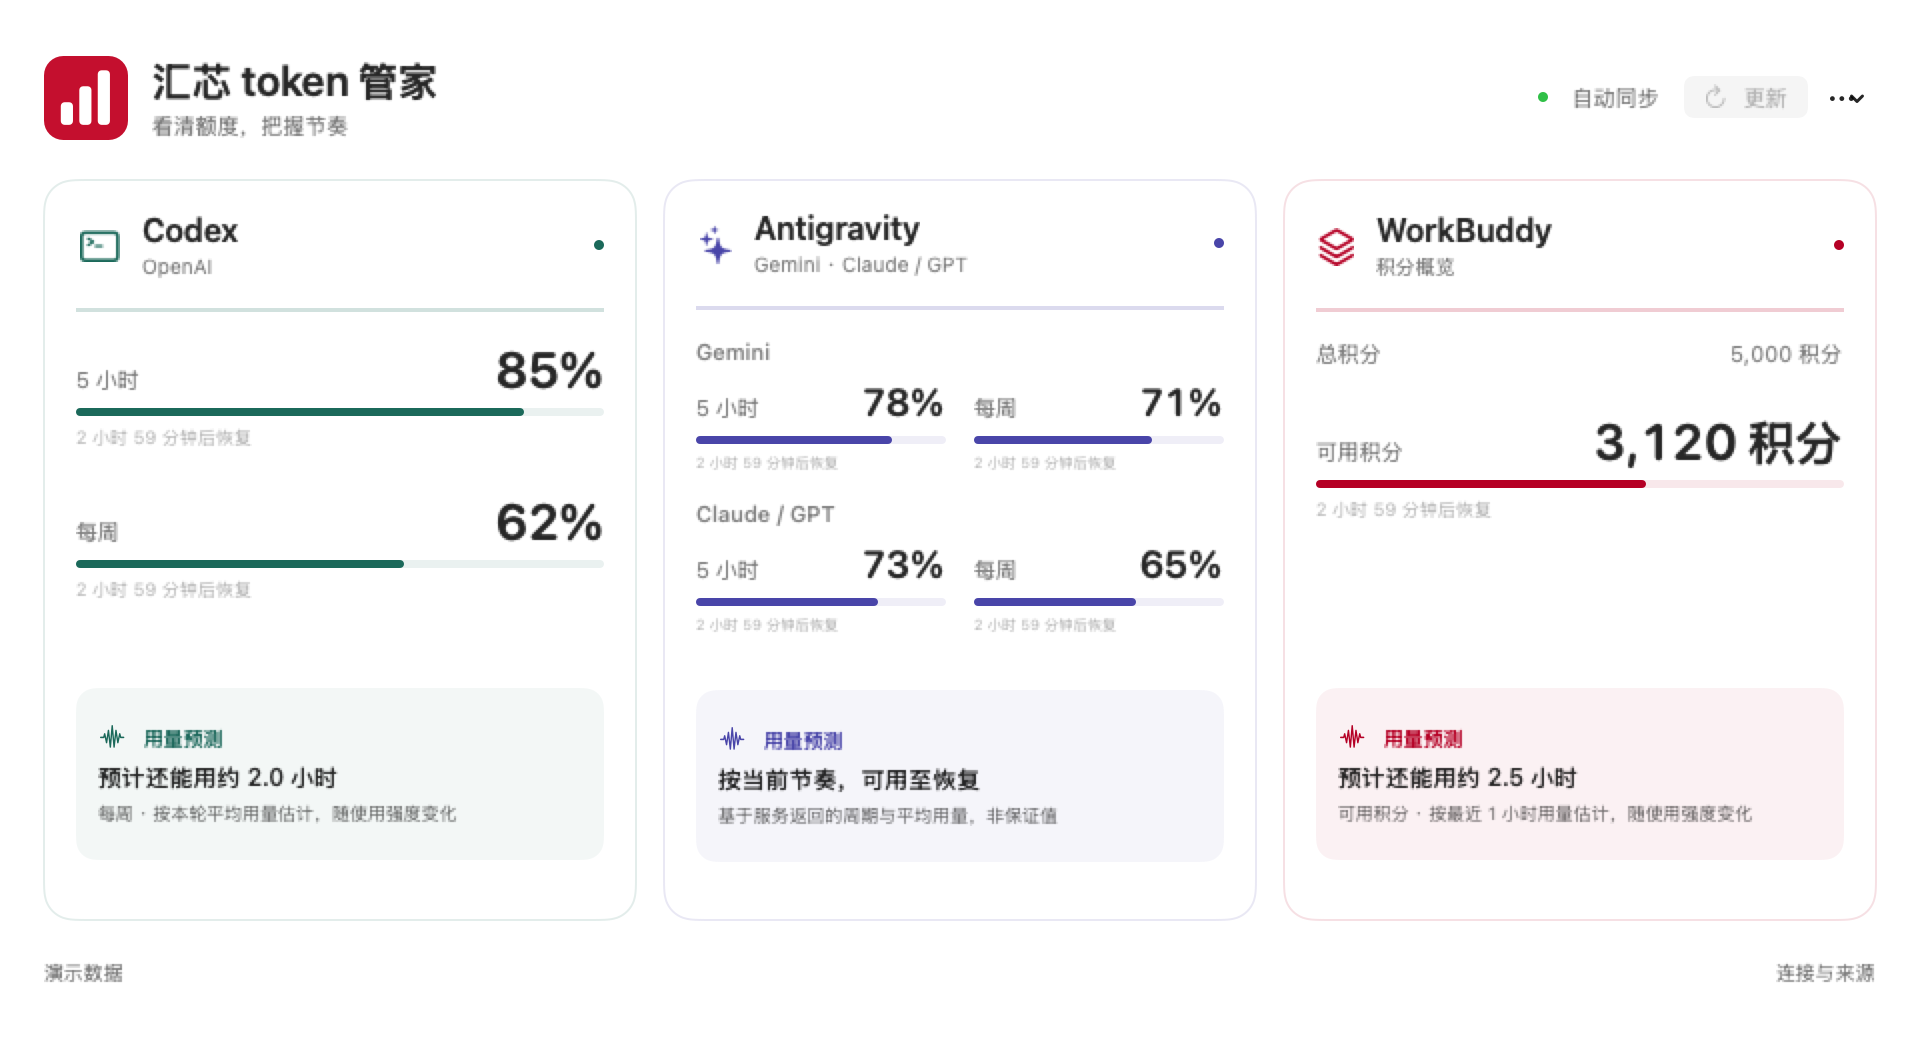 汇芯 token 管家
看清额度，把握节奏
自动同步
更新
Codex
OpenAI
5 小时
85%
2 小时 59 分钟后恢复
每周
62%
2 小时 59 分钟后恢复
用量预测
预计还能用约 2.0 小时
每周 · 按本轮平均用量估计，随使用强度变化
Antigravity
Gemini · Claude / GPT
Gemini
5 小时
78%
2 小时 59 分钟后恢复
每周
71%
2 小时 59 分钟后恢复
Claude / GPT
5 小时
73%
2 小时 59 分钟后恢复
每周
65%
2 小时 59 分钟后恢复
用量预测
按当前节奏，可用至恢复
基于服务返回的周期与平均用量，非保证值
WorkBuddy
积分概览
总积分
5,000 积分
可用积分
3,120 积分
2 小时 59 分钟后恢复
用量预测
预计还能用约 2.5 小时
可用积分 · 按最近 1 小时用量估计，随使用强度变化
演示数据
连接与来源